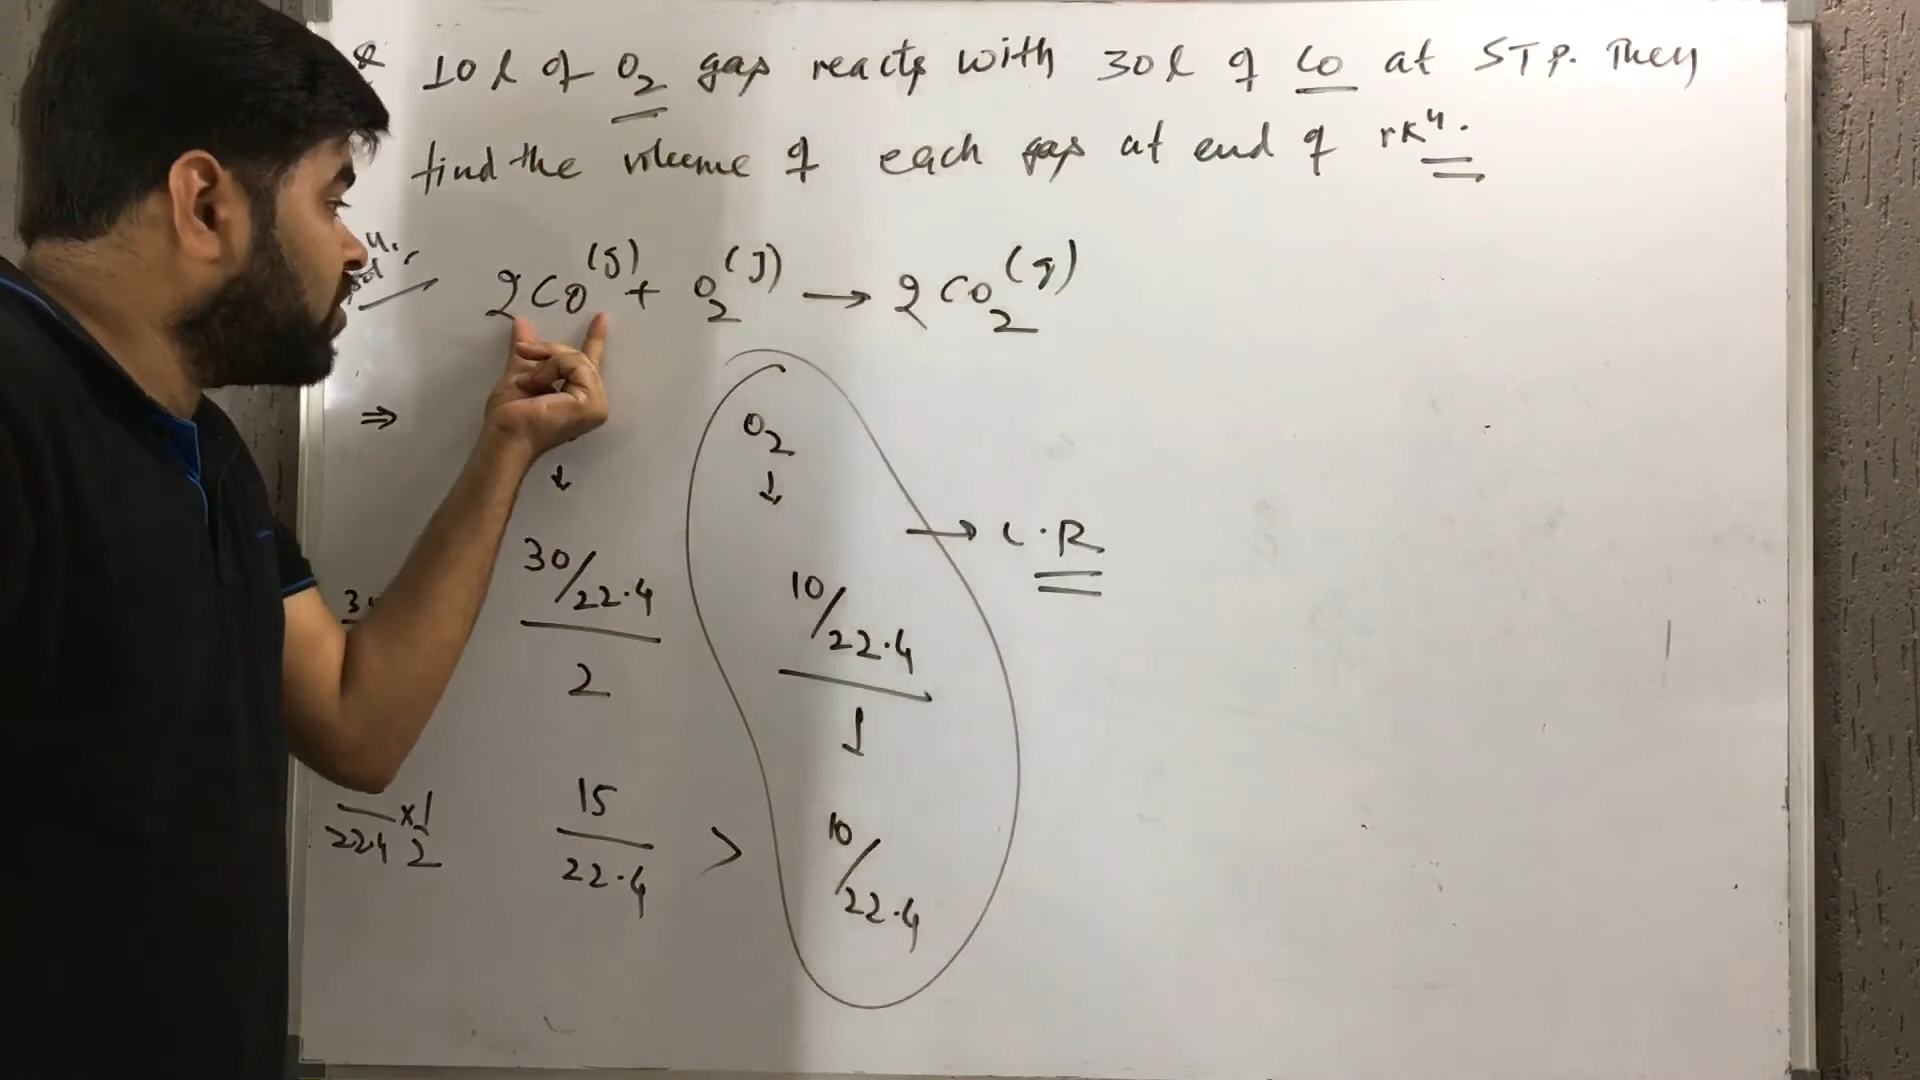 Q 10 l of O2 gas reacts with 30 l of CO at STP. Then
find the volume of each gas at end of rxn.
soln.
2CO(g) + O2(g) → 2CO2(g)
⇒
O2
↓ ↓
30/22.4
2
10/22.4
1
→ L.R
22.4 × 1/2
15/22.4 > 10/22.4